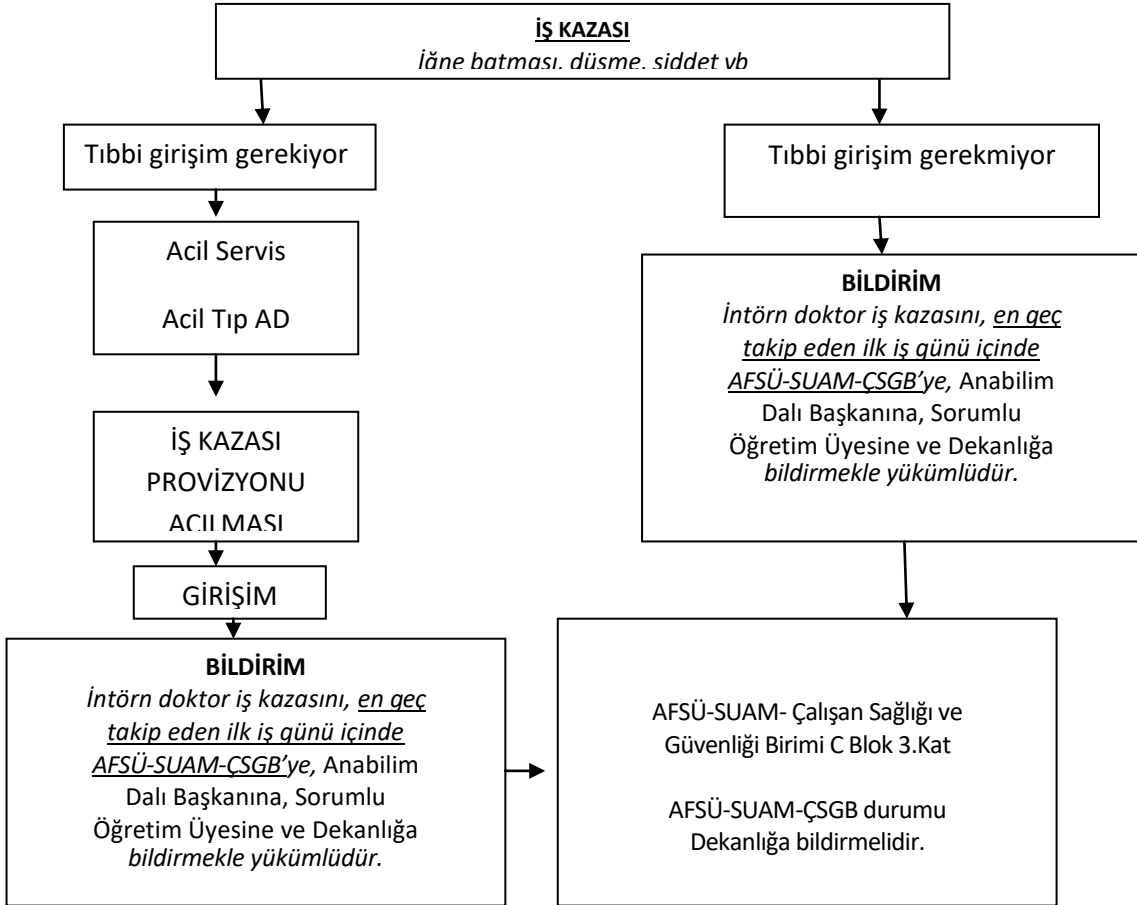 İŞ KAZASI
İğne batması, düşme, şiddet vb
Tıbbi girişim gerekiyor
Tıbbi girişim gerekmiyor
Acil Servis
Acil Tıp AD
BİLDİRİM
İntörn doktor iş kazasını, en geç
takip eden ilk iş günü içinde
AFSÜ-SUAM-ÇSGB’ye, Anabilim
Dalı Başkanına, Sorumlu
Öğretim Üyesine ve Dekanlığa
bildirmekle yükümlüdür.
İŞ KAZASI
PROVİZYONU
AÇILMASI
GİRİŞİM
BİLDİRİM
İntörn doktor iş kazasını, en geç
takip eden ilk iş günü içinde
AFSÜ-SUAM-ÇSGB’ye, Anabilim
Dalı Başkanına, Sorumlu
Öğretim Üyesine ve Dekanlığa
bildirmekle yükümlüdür.
AFSÜ-SUAM- Çalışan Sağlığı ve
Güvenliği Birimi C Blok 3.Kat
AFSÜ-SUAM-ÇSGB durumu
Dekanlığa bildirmelidir.